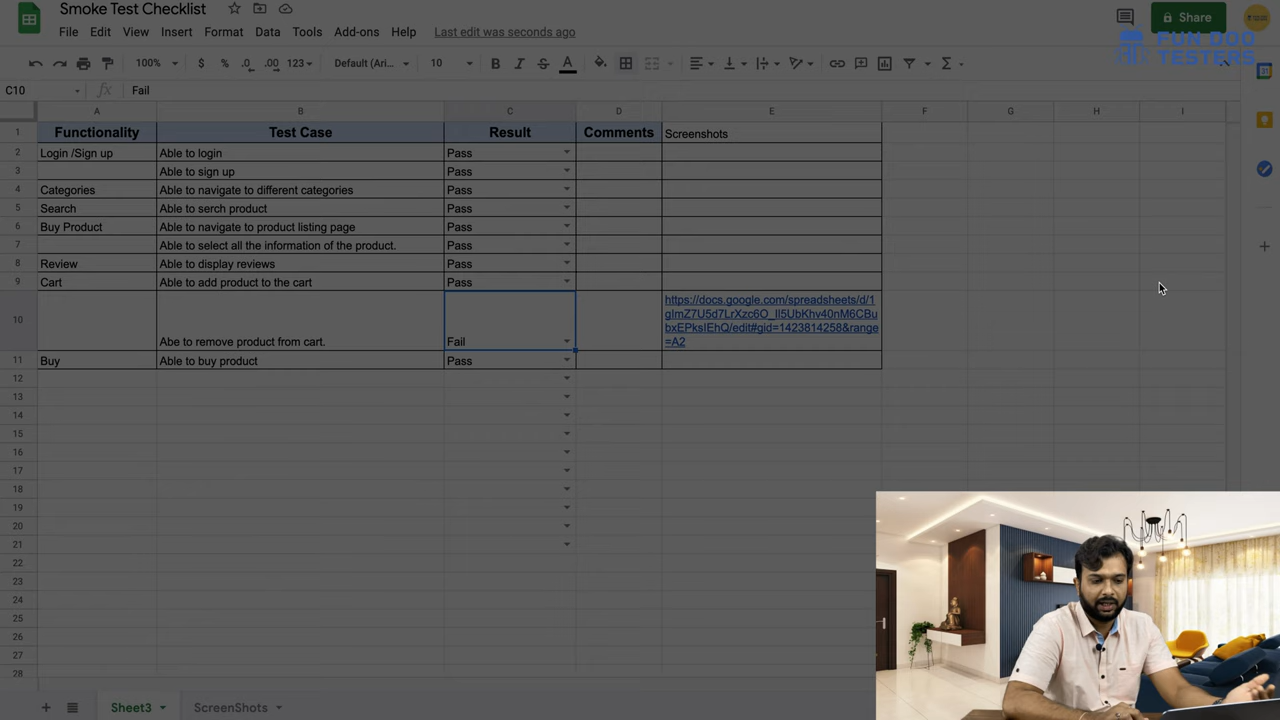 Smoke Test Checklist
Share
File Edit View Insert Format Data Tools Add-ons Help Last edit was seconds ago
FUN DOO
TESTERS
100% $ % .0 .00 123 Default (Ari... B S A
C10 fx Fail
A B C D E F G H I
1 Functionality Test Case Result Comments Screenshots
2 Login /Sign up Able to login Pass
3 Able to sign up Pass
4 Categories Able to navigate to different categories Pass
5 Search Able to serch product Pass
6 Buy Product Able to navigate to product listing page Pass
7 Able to select all the information of the product. Pass
8 Review Able to display reviews Pass
9 Cart Able to add product to the cart Pass
https://docs.google.com/spreadsheets/d/1
gImZ7U5d7LrXzc6O_Il5UbKhv40nM6CBu
bxEPksIEhQ/edit#gid=1423814258&range
=A2
10 Abe to remove product from cart. Fail
11 Buy Able to buy product Pass
12
13
14
15
16
17
18
19
20
21
22
23
24
25
26
27
28
Sheet3 ScreenShots